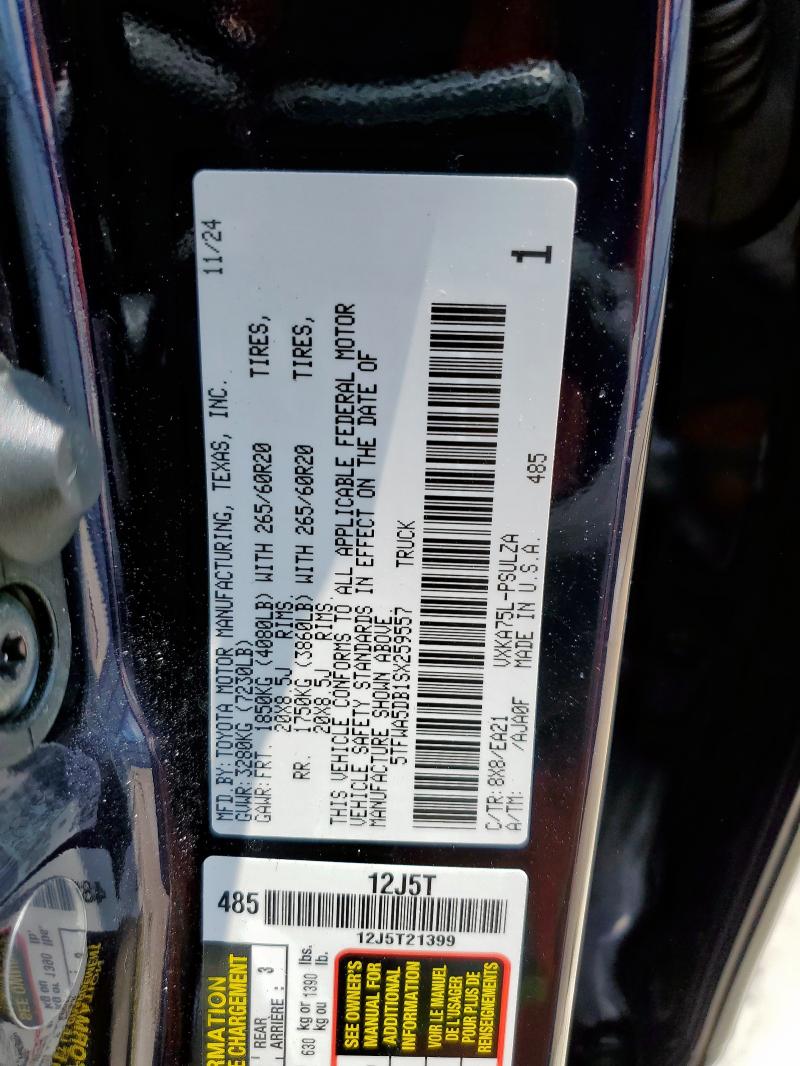 MFD.BY:TOYOTA MOTOR MANUFACTURING, TEXAS, INC. 11/24
GVWR:3280KG (7230LB)
GAWR:FRT. 1850KG (4080LB) WITH 265/60R20 TIRES,
20X8.5J RIMS
RR. 1750KG (3860LB) WITH 265/60R20 TIRES,
20X8.5J RIMS
THIS VEHICLE CONFORMS TO ALL APPLICABLE FEDERAL MOTOR
VEHICLE SAFETY STANDARDS IN EFFECT ON THE DATE OF
MANUFACTURE SHOWN ABOVE
5TFWA5DB1SX259557 TRUCK
C/TR:8X8/EA21 VXKA75L-PSULZA
A/TM: /AJA0F MADE IN U.S.A. 485
1
485
12J5T
12J5T21399
RMATION
E CHARGEMENT
REAR
ARRIÈRE : 3
630 kg or 1390 lbs.
kg ou lb.
SEE OWNER'S
MANUAL FOR
ADDITIONAL
INFORMATION
VOIR LE MANUEL
DE L'USAGER
POUR PLUS DE
RENSEIGNEMENTS